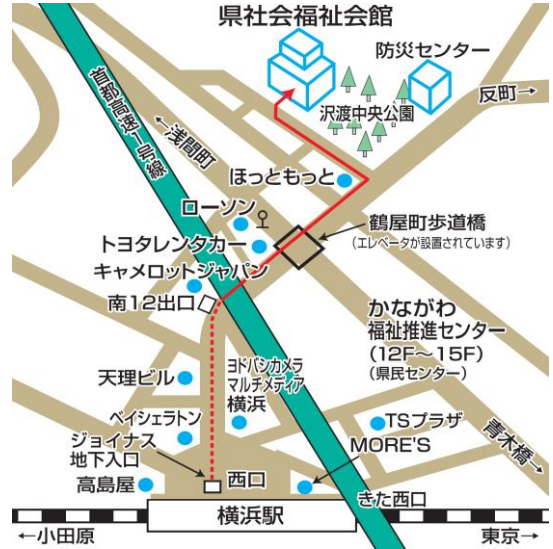 県社会福祉会館
防災センター
沢渡中央公園
反町
首都高速一号線
←浅間町
ほっともっと
ローソン
鶴屋町歩道橋
(エレベータが設置されています)
トヨタレンタカー
キャメロットジャパン
南12出口
かながわ
福祉推進センター
(12F〜15F)
(県民センター)
天理ビル
ヨドバシカメラ
マルチメディア
横浜
ベイシェラトン
TSプラザ
青木橋
ジョイナス
地下入口
MORE'S
高島屋
西口
きた西口
横浜駅
←小田原
東京→